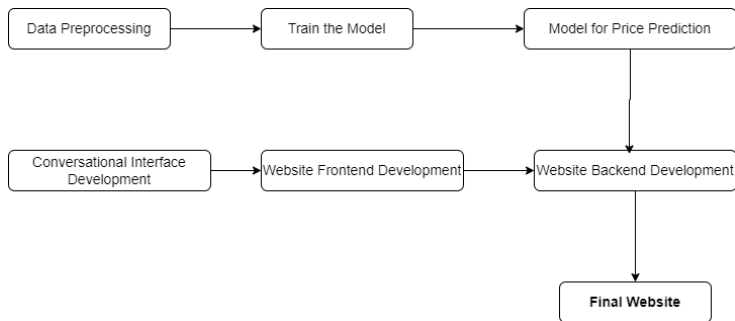 Data Preprocessing
Train the Model
Model for Price Prediction
Conversational Interface
Development
Website Frontend Development
Website Backend Development
Final Website